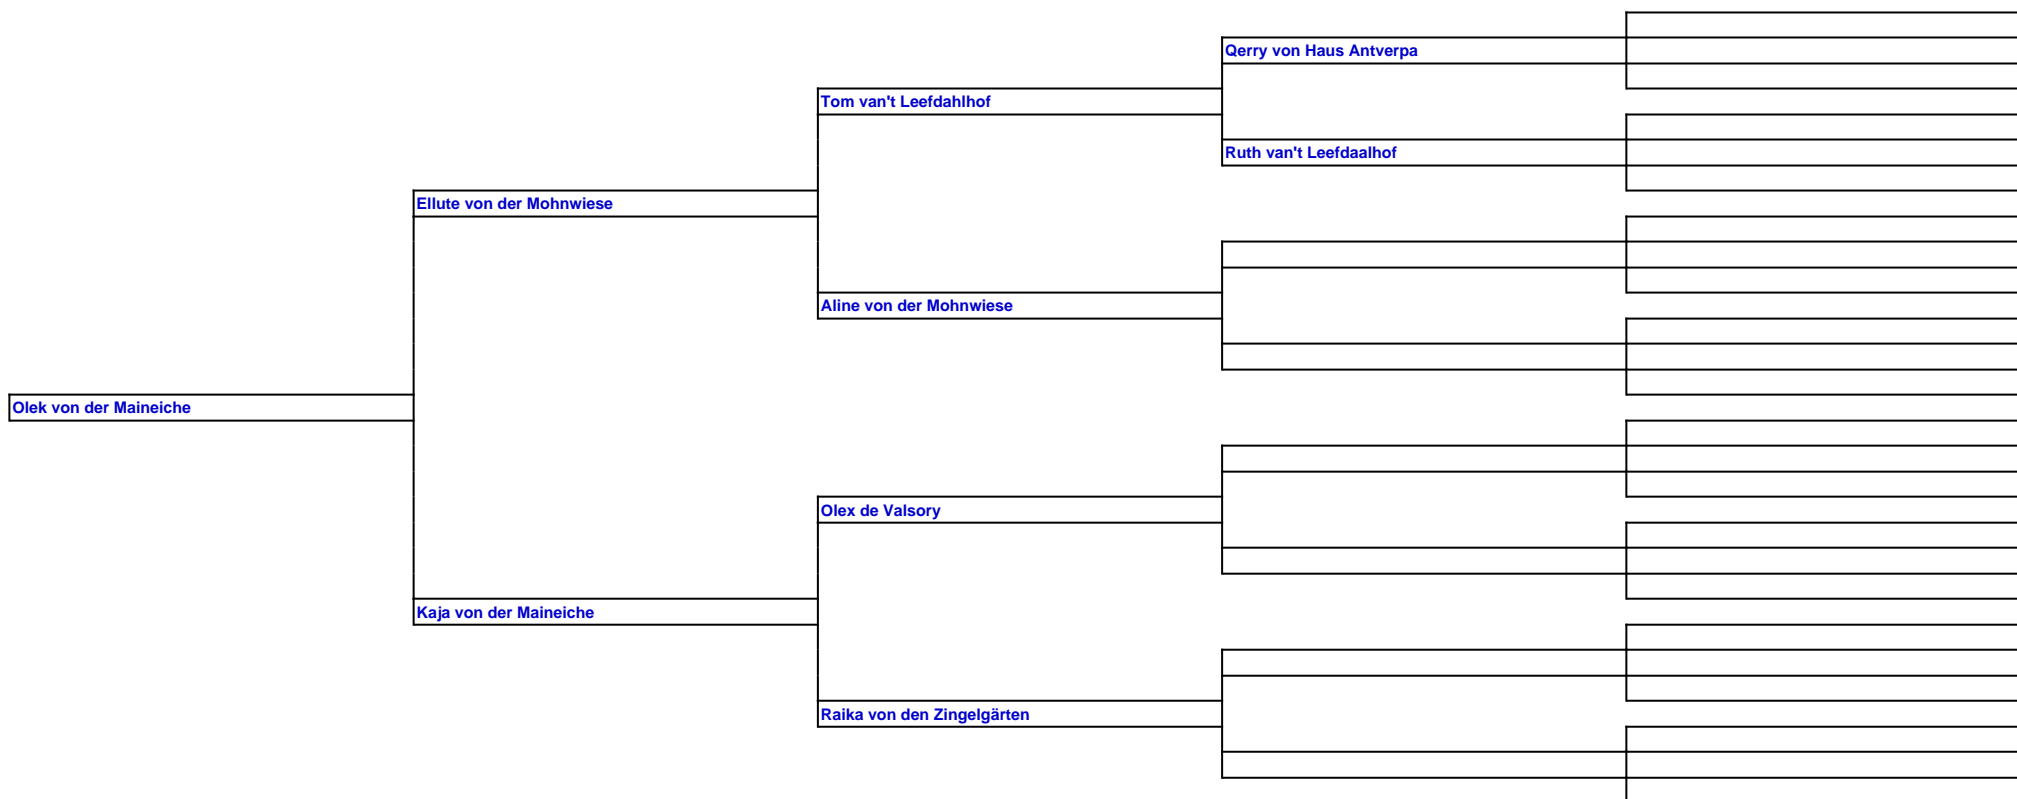 Qerry von Haus Antverpa
Tom van't Leefdahlhof
Ruth van't Leefdaalhof
Ellute von der Mohnwiese
Aline von der Mohnwiese
Olek von der Maineiche
Olex de Valsory
Kaja von der Maineiche
Raika von den Zingelgärten